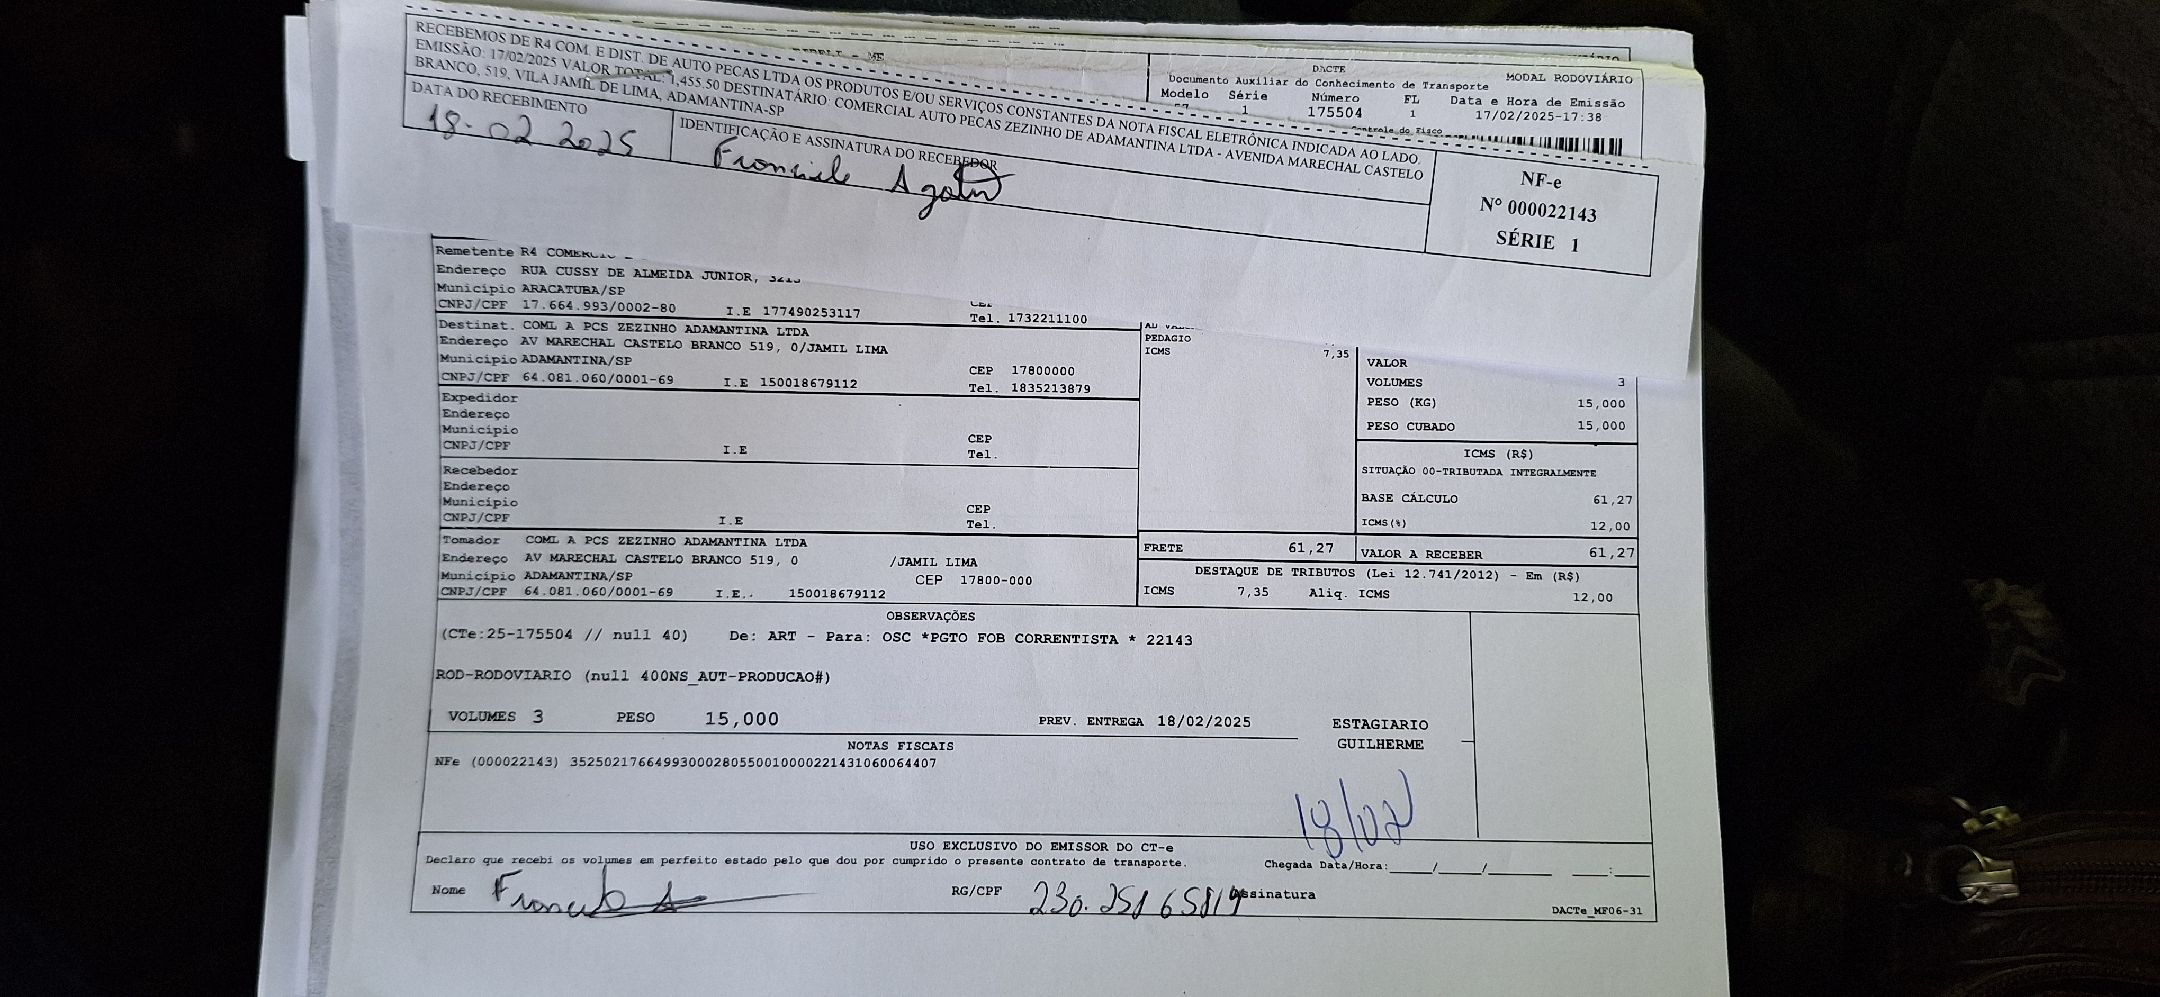 RECEBEMOS DE R4 COM. E DIST. DE AUTO PECAS LTDA OS PRODUTOS E/OU SERVIÇOS CONSTANTES DA NOTA FISCAL ELETRÔNICA INDICADA AO LADO.
EMISSÃO: 17/02/2025 VALOR TOTAL: 1,455.50 DESTINATÁRIO: COMERCIAL AUTO PECAS ZEZINHO DE ADAMANTINA LTDA - AVENIDA MARECHAL CASTELO
BRANCO, 519, VILA JAMIL DE LIMA, ADAMANTINA-SP
DATA DO RECEBIMENTO
18-02 2025
IDENTIFICAÇÃO E ASSINATURA DO RECEBEDOR
NF-e
Nº 000022143
SÉRIE 1
DACTE
MODAL RODOVIÁRIO
Documento Auxiliar do Conhecimento de Transporte
Modelo Série Número FL Data e Hora de Emissão
1 175504 1 17/02/2025-17:38
Controle do Fisco
Remetente R4
Endereço RUA CUSSY DE ALMEIDA JUNIOR,
Município ARACATUBA/SP
CNPJ/CPF 17.664.993/0002-80 I.E 177490253117 Tel. 1732211100
Destinat. COML A PCS ZEZINHO ADAMANTINA LTDA
Endereço AV MARECHAL CASTELO BRANCO 519, 0/JAMIL LIMA
Município ADAMANTINA/SP CEP 17800000
CNPJ/CPF 64.081.060/0001-69 I.E 150018679112 Tel. 1835213879
Expedidor
Endereço
Município CEP
CNPJ/CPF I.E Tel.
Recebedor
Endereço
Município CEP
CNPJ/CPF I.E Tel.
Tomador COML A PCS ZEZINHO ADAMANTINA LTDA
Endereço AV MARECHAL CASTELO BRANCO 519, 0 /JAMIL LIMA
Município ADAMANTINA/SP CEP 17800-000
CNPJ/CPF 64.081.060/0001-69 I.E.. 150018679112
PEDAGIO
ICMS 7,35
VALOR
VOLUMES 3
PESO (KG) 15,000
PESO CUBADO 15,000
ICMS (R$)
SITUAÇÃO 00-TRIBUTADA INTEGRALMENTE
BASE CÁLCULO 61,27
ICMS(%) 12,00
FRETE 61,27 VALOR A RECEBER 61,27
DESTAQUE DE TRIBUTOS (Lei 12.741/2012) - Em (R$)
ICMS 7,35 Aliq. ICMS 12,00
OBSERVAÇÕES
(CTe:25-175504 // null 40) De: ART - Para: OSC *PGTO FOB CORRENTISTA * 22143
ROD-RODOVIARIO (null 400NS_AUT-PRODUCAO#)
VOLUMES 3 PESO 15,000 PREV. ENTREGA 18/02/2025 ESTAGIARIO
GUILHERME
NOTAS FISCAIS
NFe (000022143) 35250217664993000280550010000221431060064407
18/02
USO EXCLUSIVO DO EMISSOR DO CT-e
Declaro que recebi os volumes em perfeito estado pelo que dou por cumprido o presente contrato de transporte. Chegada Data/Hora:____/____/______ ____:____
Nome RG/CPF Assinatura
DACTe_MF06-31